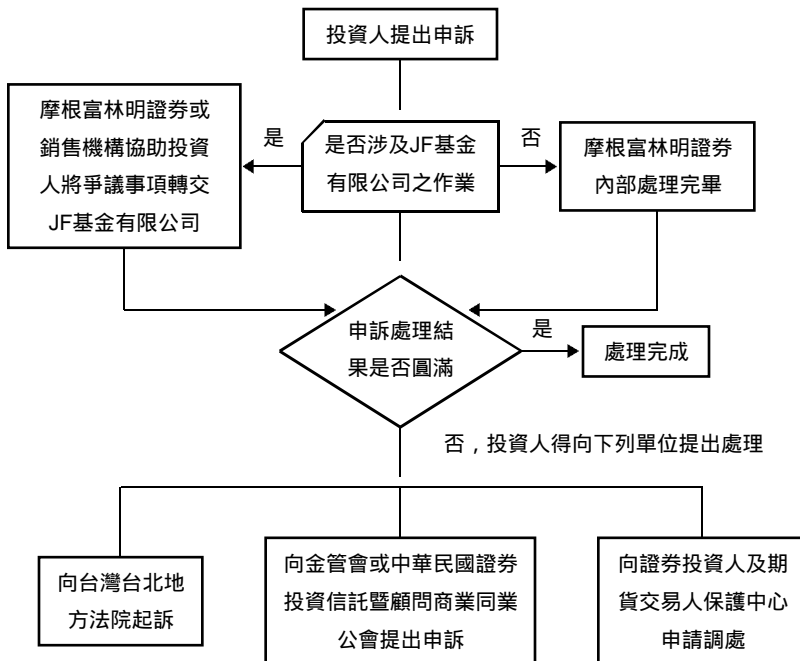 投資人提出申訴
摩根富林明證券或
銷售機構協助投資
人將爭議事項轉交
JF基金有限公司
是
是否涉及JF基金
有限公司之作業
否
摩根富林明證券
內部處理完畢
申訴處理結
果是否圓滿
是
處理完成
否，投資人得向下列單位提出處理
向台灣台北地
方法院起訴
向金管會或中華民國證券
投資信託暨顧問商業同業
公會提出申訴
向證券投資人及期
貨交易人保護中心
申請調處